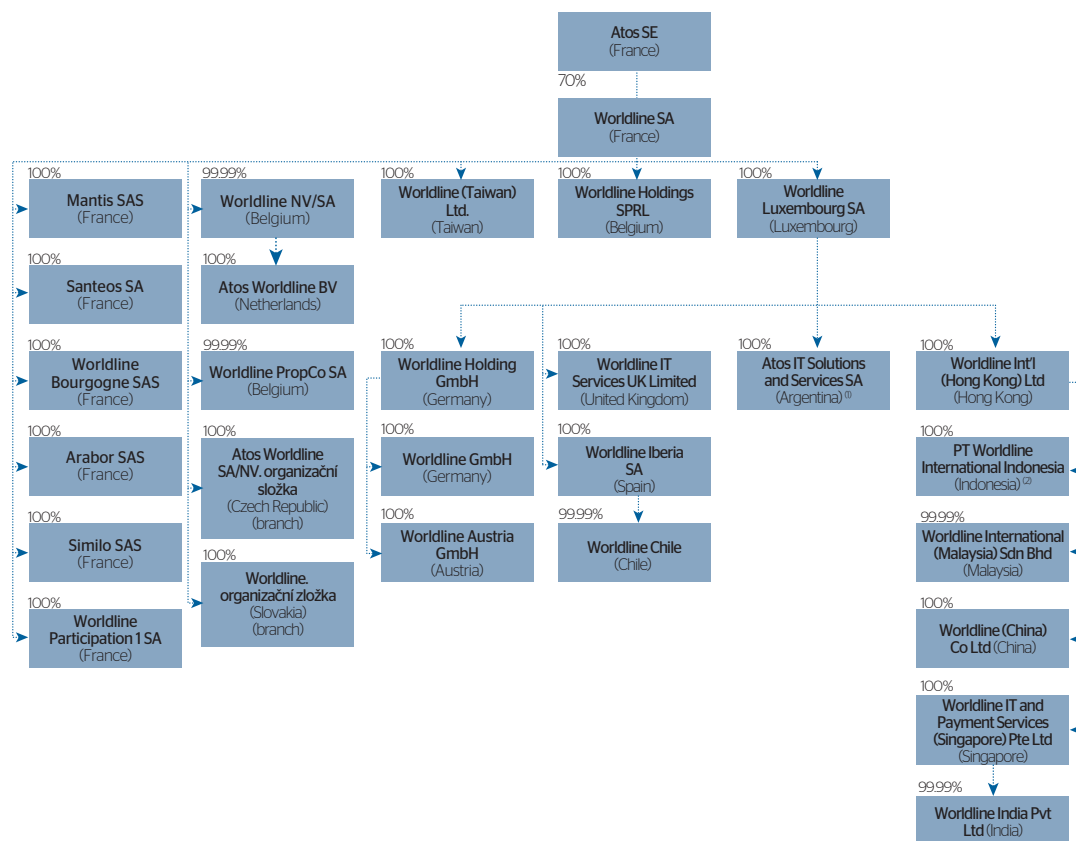 Atos SE
(France)
70%
Worldline SA
(France)
100%
Mantis SAS
(France)
99.99%
Worldline NV/SA
(Belgium)
100%
Worldline (Taiwan)
Ltd.
(Taiwan)
100%
Worldline Holdings
SPRL
(Belgium)
100%
Worldline
Luxembourg SA
(Luxembourg)
100%
Santeos SA
(France)
100%
Atos Worldline BV
(Netherlands)
100%
Worldline
Bourgogne SAS
(France)
99.99%
Worldline PropCo SA
(Belgium)
100%
Worldline Holding
GmbH
(Germany)
100%
Worldline IT
Services UK Limited
(United Kingdom)
100%
Atos IT Solutions
and Services SA
(Argentina) (1)
100%
Worldline Int'l
(Hong Kong) Ltd
(Hong Kong)
100%
Arabor SAS
(France)
100%
Atos Worldline
SA/NV. organizační
složka
(Czech Republic)
(branch)
100%
Worldline GmbH
(Germany)
100%
Worldline Iberia
SA
(Spain)
100%
PT Worldline
International Indonesia
(Indonesia) (2)
100%
Similo SAS
(France)
100%
Worldline.
organizační zložka
(Slovakia)
(branch)
100%
Worldline Austria
GmbH
(Austria)
99.99%
Worldline Chile
(Chile)
99.99%
Worldline International
(Malaysia) Sdn Bhd
(Malaysia)
100%
Worldline
Participation 1 SA
(France)
100%
Worldline (China)
Co Ltd (China)
100%
Worldline IT and
Payment Services
(Singapore) Pte Ltd
(Singapore)
99.99%
Worldline India Pvt
Ltd (India)